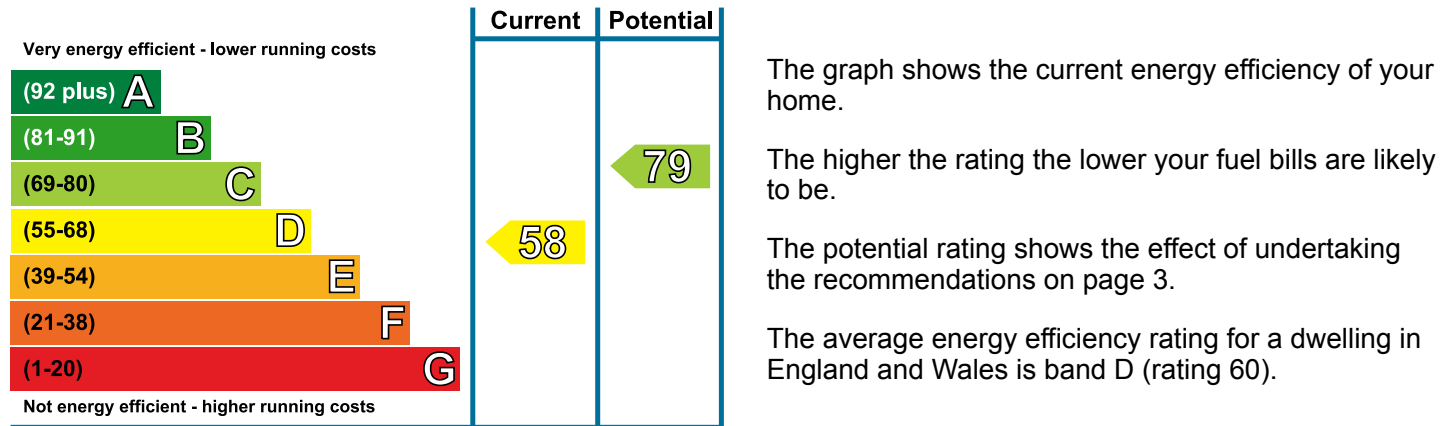 Current Potential
Very energy efficient - lower running costs
(92 plus) A
(81-91) B
(69-80) C
79
(55-68) D
58
(39-54) E
(21-38) F
(1-20) G
Not energy efficient - higher running costs
The graph shows the current energy efficiency of your
home.
The higher the rating the lower your fuel bills are likely
to be.
The potential rating shows the effect of undertaking
the recommendations on page 3.
The average energy efficiency rating for a dwelling in
England and Wales is band D (rating 60).